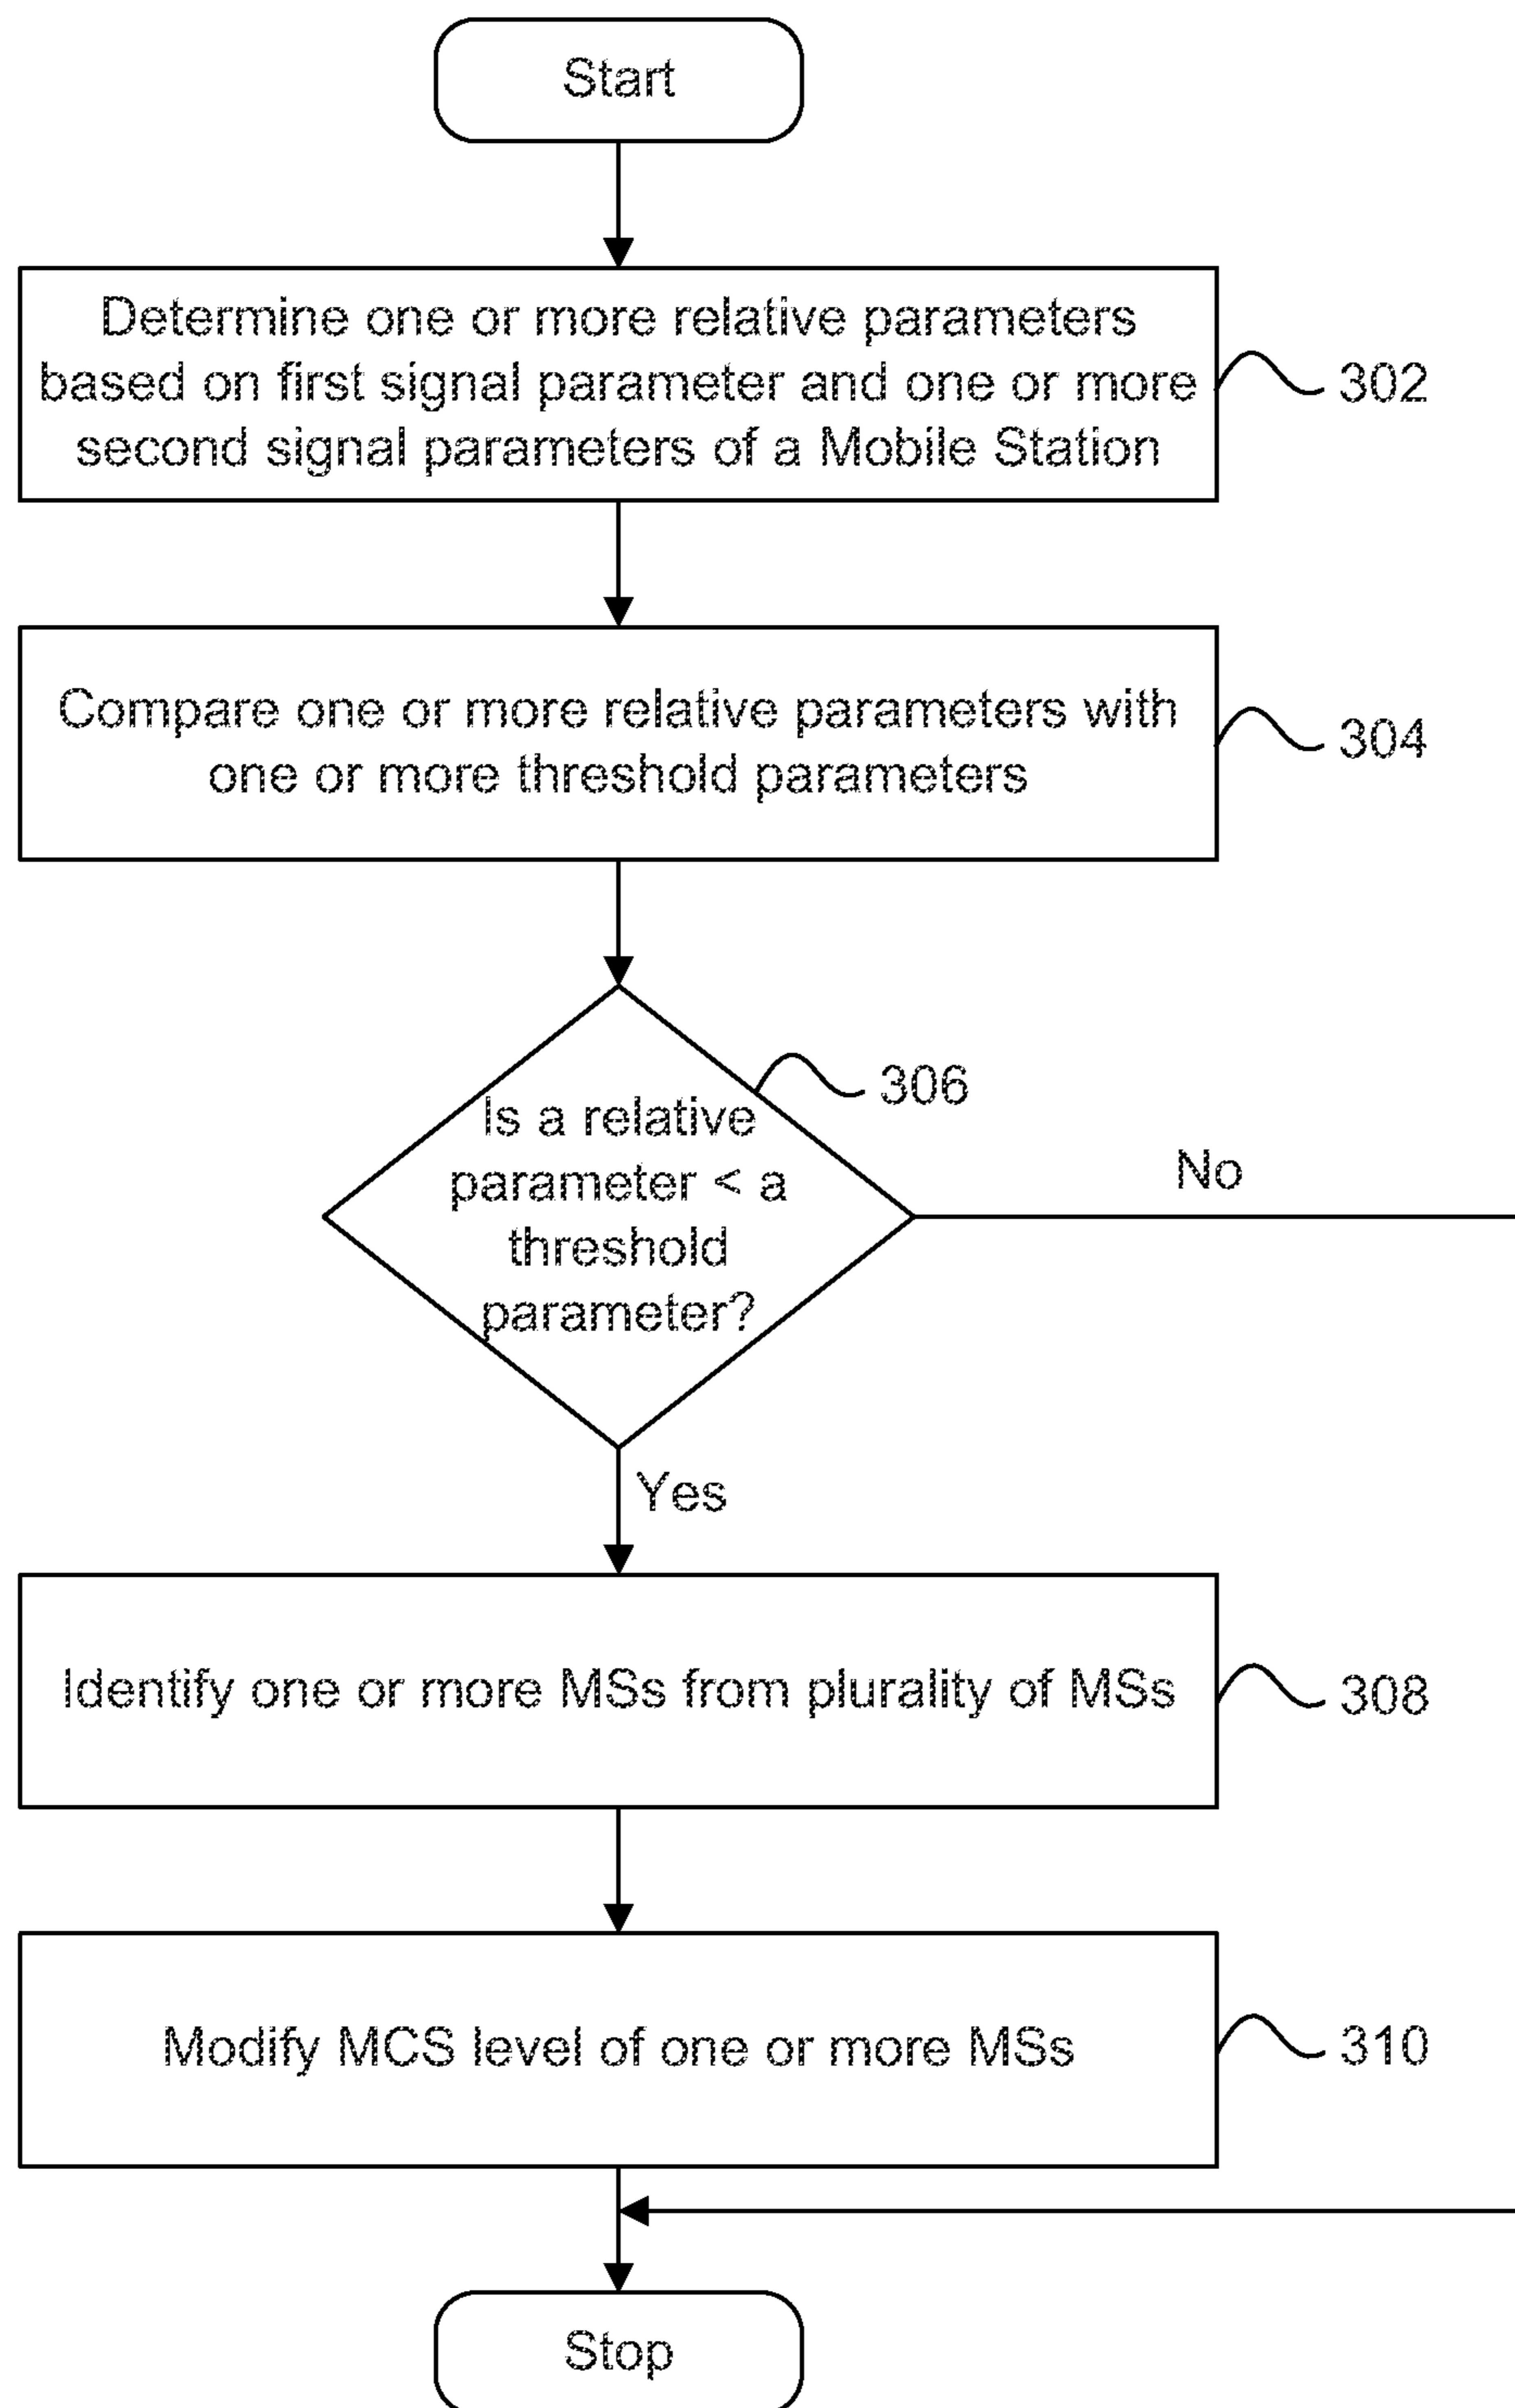 Start
Determine one or more relative parameters
based on first signal parameter and one or more
second signal parameters of a Mobile Station
302
Compare one or more relative parameters with
one or more threshold parameters
304
306
Is a relative
parameter < a
threshold
parameter?
No
Yes
Identify one or more MSs from plurality of MSs
308
Modify MCS level of one or more MSs
310
Stop